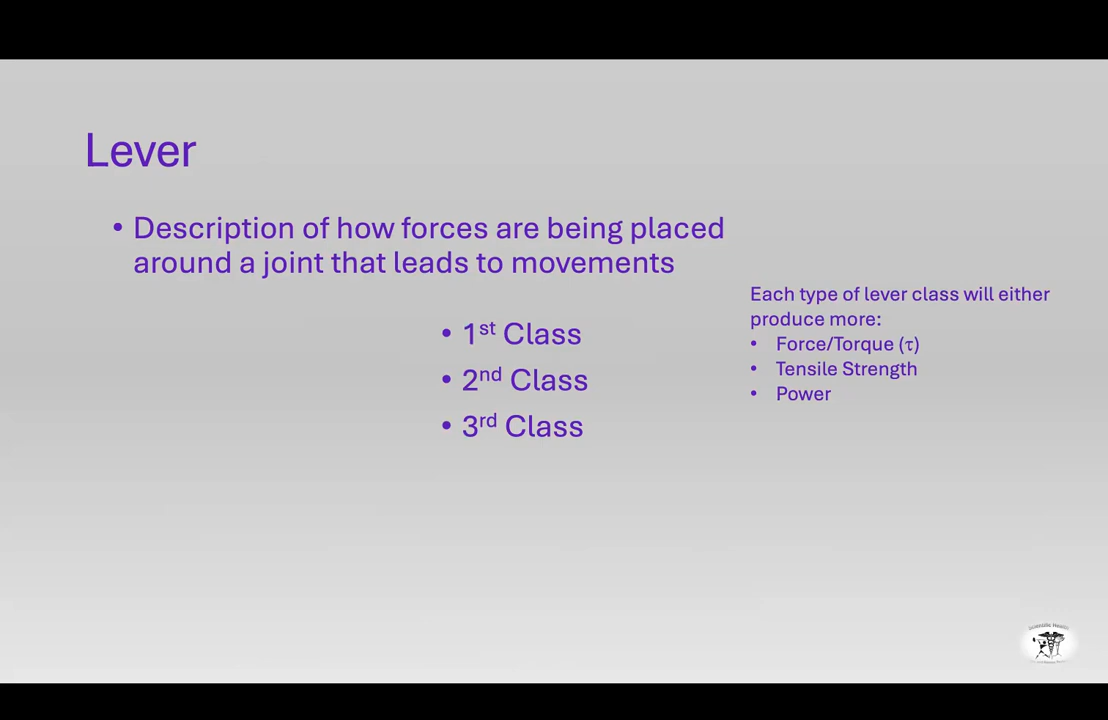 Lever
• Description of how forces are being placed
around a joint that leads to movements
• 1st Class
• 2nd Class
• 3rd Class
Each type of lever class will either
produce more:
• Force/Torque (τ)
• Tensile Strength
• Power